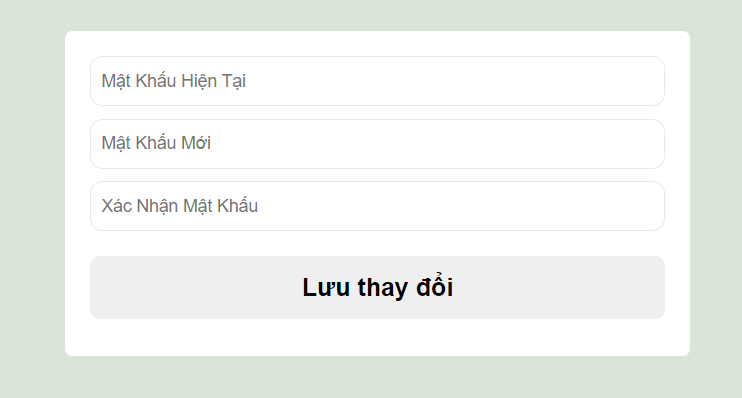 Mật Khẩu Hiện Tại
Mật Khẩu Mới
Xác Nhận Mật Khẩu
Lưu thay đổi